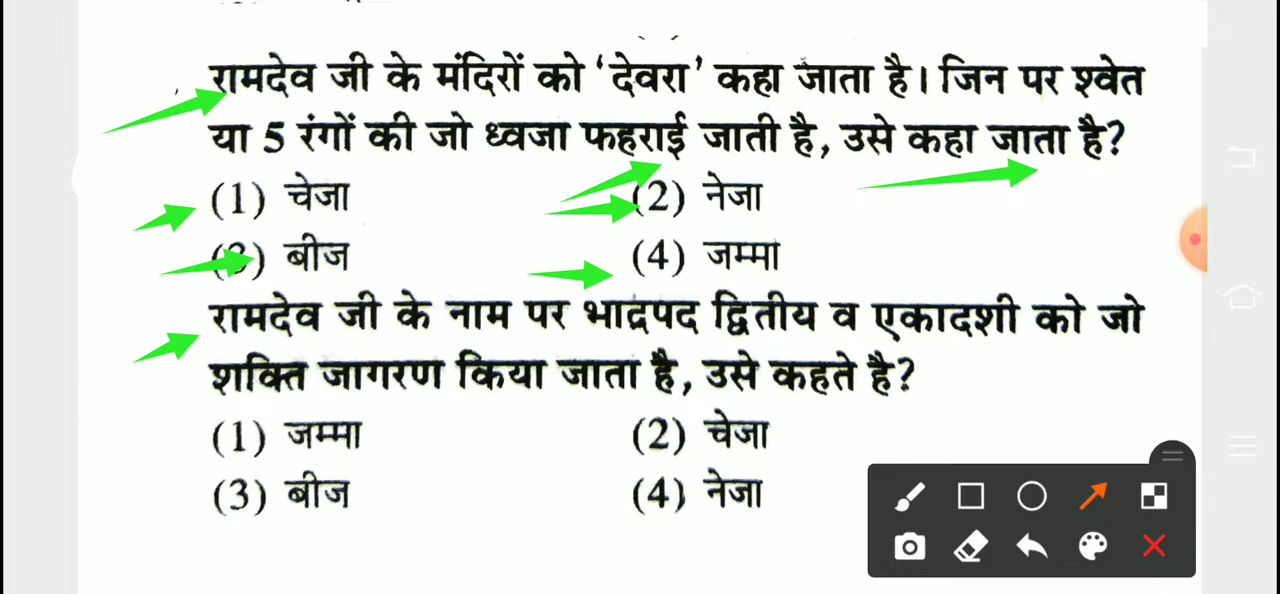 रामदेव जी के मंदिरों को 'देवरा' कहा जाता है। जिन पर श्वेत
या 5 रंगों की जो ध्वजा फहराई जाती है, उसे कहा जाता है?
(1) चेजा (2) नेजा
(3) बीज (4) जम्मा
रामदेव जी के नाम पर भाद्रपद द्वितीय व एकादशी को जो
शक्ति जागरण किया जाता है, उसे कहते है?
(1) जम्मा (2) चेजा
(3) बीज (4) नेजा